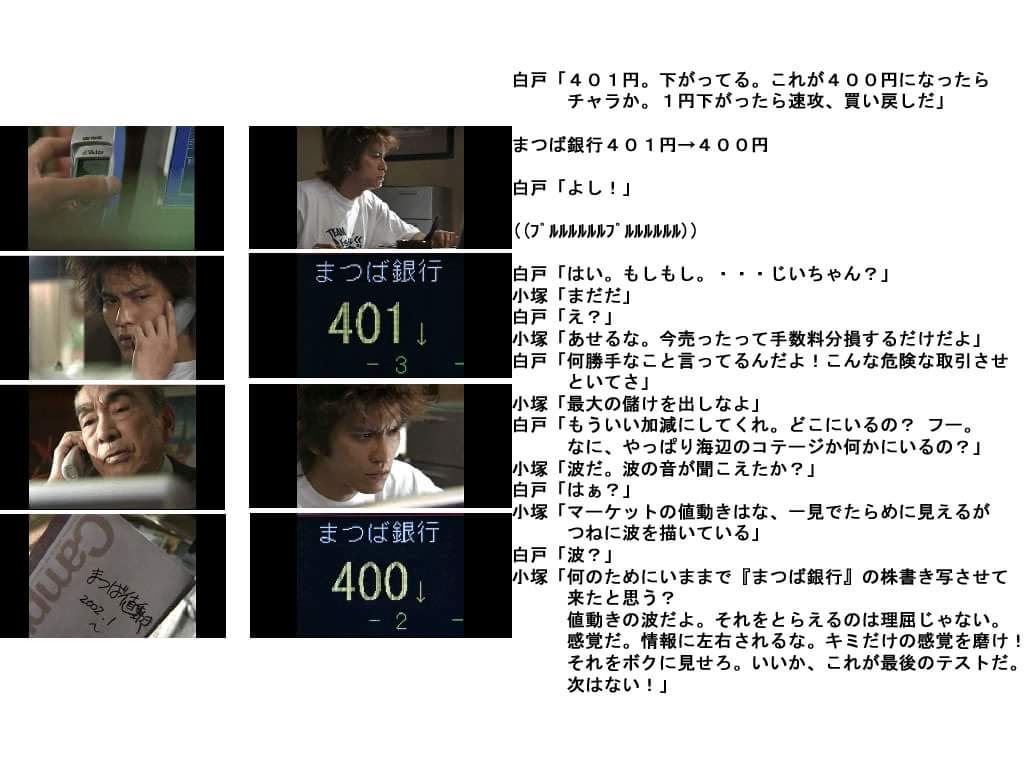 白戸「４０１円。下がってる。これが４００円になったら
チャラか。１円下がったら速攻、買い戻しだ」
まつば銀行４０１円→４００円
白戸「よし！」
((ﾌﾟﾙﾙﾙﾙﾙﾙﾌﾟﾙﾙﾙﾙﾙﾙ))
白戸「はい。もしもし。・・・じいちゃん？」
小塚「まだだ」
白戸「え？」
小塚「あせるな。今売ったって手数料分損するだけだよ」
白戸「何勝手なこと言ってるんだよ！こんな危険な取引させ
といてさ」
小塚「最大の儲けを出しなよ」
白戸「もういい加減にしてくれ。どこにいるの？ フー。
なに、やっぱり海辺のコテージか何かにいるの？」
小塚「波だ。波の音が聞こえたか？」
白戸「はぁ？」
小塚「マーケットの値動きはな、一見でたらめに見えるが
つねに波を描いている」
白戸「波？」
小塚「何のためにいままで『まつば銀行』の株書き写させて
来たと思う？
値動きの波だよ。それをとらえるのは理屈じゃない。
感覚だ。情報に左右されるな。キミだけの感覚を磨け！
それをボクに見せろ。いいか、これが最後のテストだ。
次はない！」
Victor
TEAM
まつば銀行
401↓
－3
まつば銀行
400↓
－2
Camp
まつば値動
2002.1
～